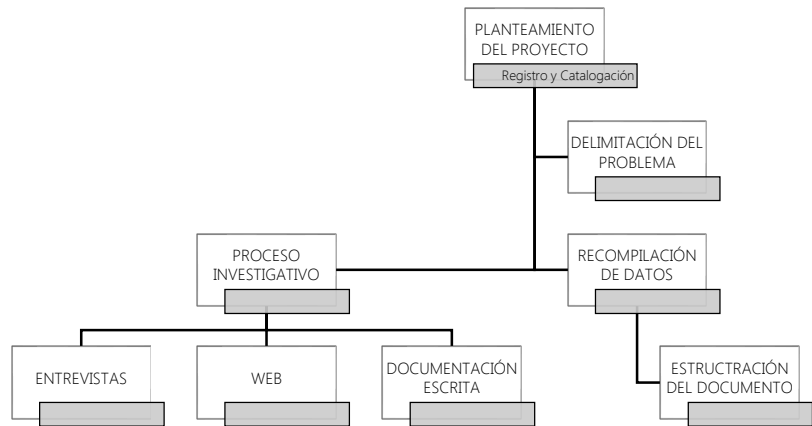 PLANTEAMIENTO
DEL PROYECTO
Registro y Catalogación
DELIMITACIÓN DEL
PROBLEMA
PROCESO
INVESTIGATIVO
RECOMPILACIÓN
DE DATOS
ENTREVISTAS
WEB
DOCUMENTACIÓN
ESCRITA
ESTRUCTRACIÓN
DEL DOCUMENTO